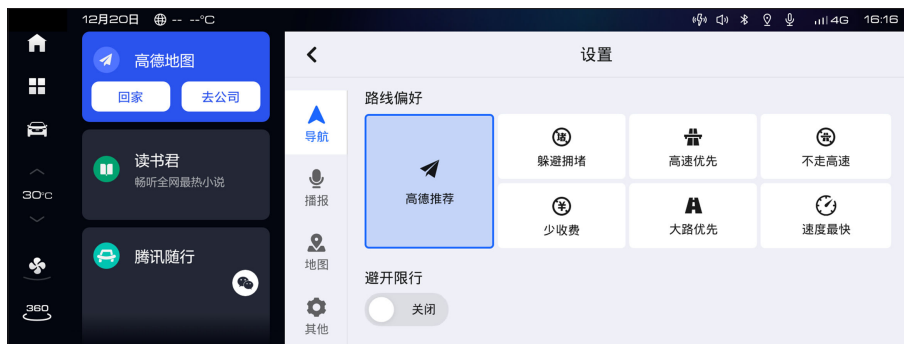 12月20日 -- --°C
4G 16:16
高德地图
回家 去公司
30°C
360
读书君
畅听全网最热小说
腾讯随行
设置
导航
播报
地图
其他
路线偏好
高德推荐
堵
躲避拥堵
高速优先
不走高速
少收费
大路优先
速度最快
避开限行
关闭